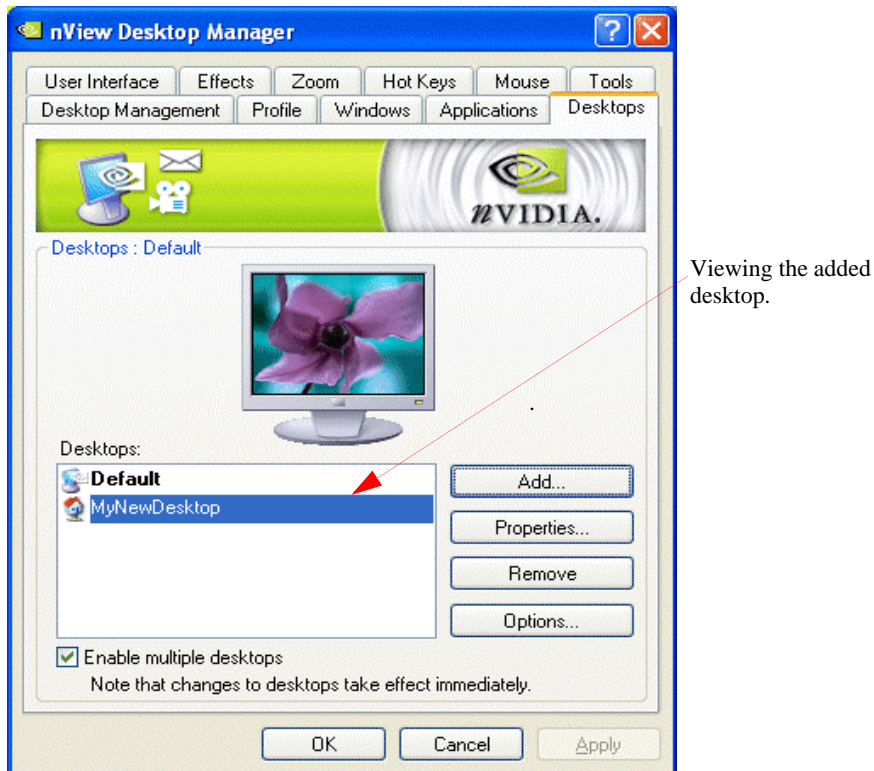 nView Desktop Manager
User Interface Effects Zoom Hot Keys Mouse Tools
Desktop Management Profile Windows Applications Desktops
nVIDIA.
Desktops : Default
Viewing the added
desktop.
.
Desktops:
Default
MyNewDesktop
Add...
Properties...
Remove
Options...
Enable multiple desktops
Note that changes to desktops take effect immediately.
OK Cancel Apply